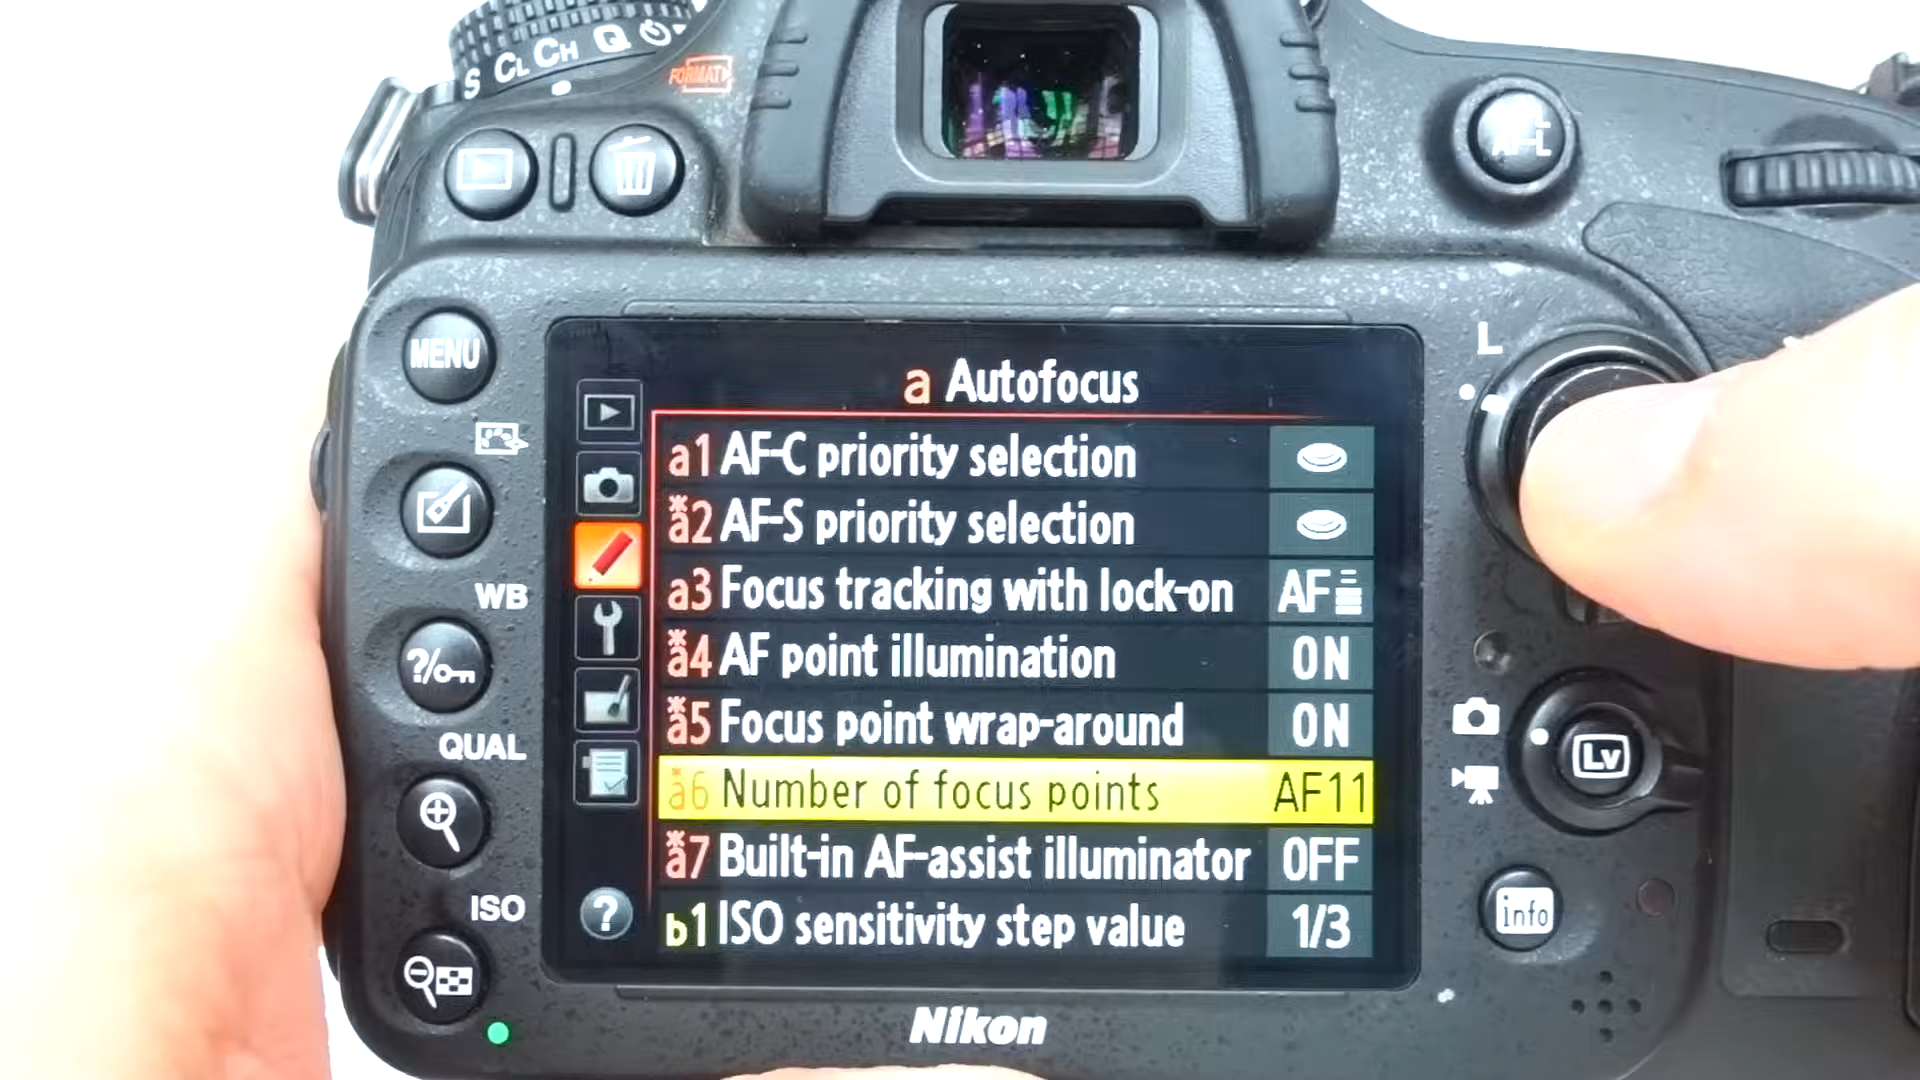 S CL CH Q
FORMAT
L
MENU
a Autofocus
a1 AF-C priority selection
*a2 AF-S priority selection
a3 Focus tracking with lock-on AF
*a4 AF point illumination ON
*a5 Focus point wrap-around ON
*a6 Number of focus points AF11
*a7 Built-in AF-assist illuminator OFF
b1 ISO sensitivity step value 1/3
?
WB
?/
QUAL
ISO
Lv
info
Nikon